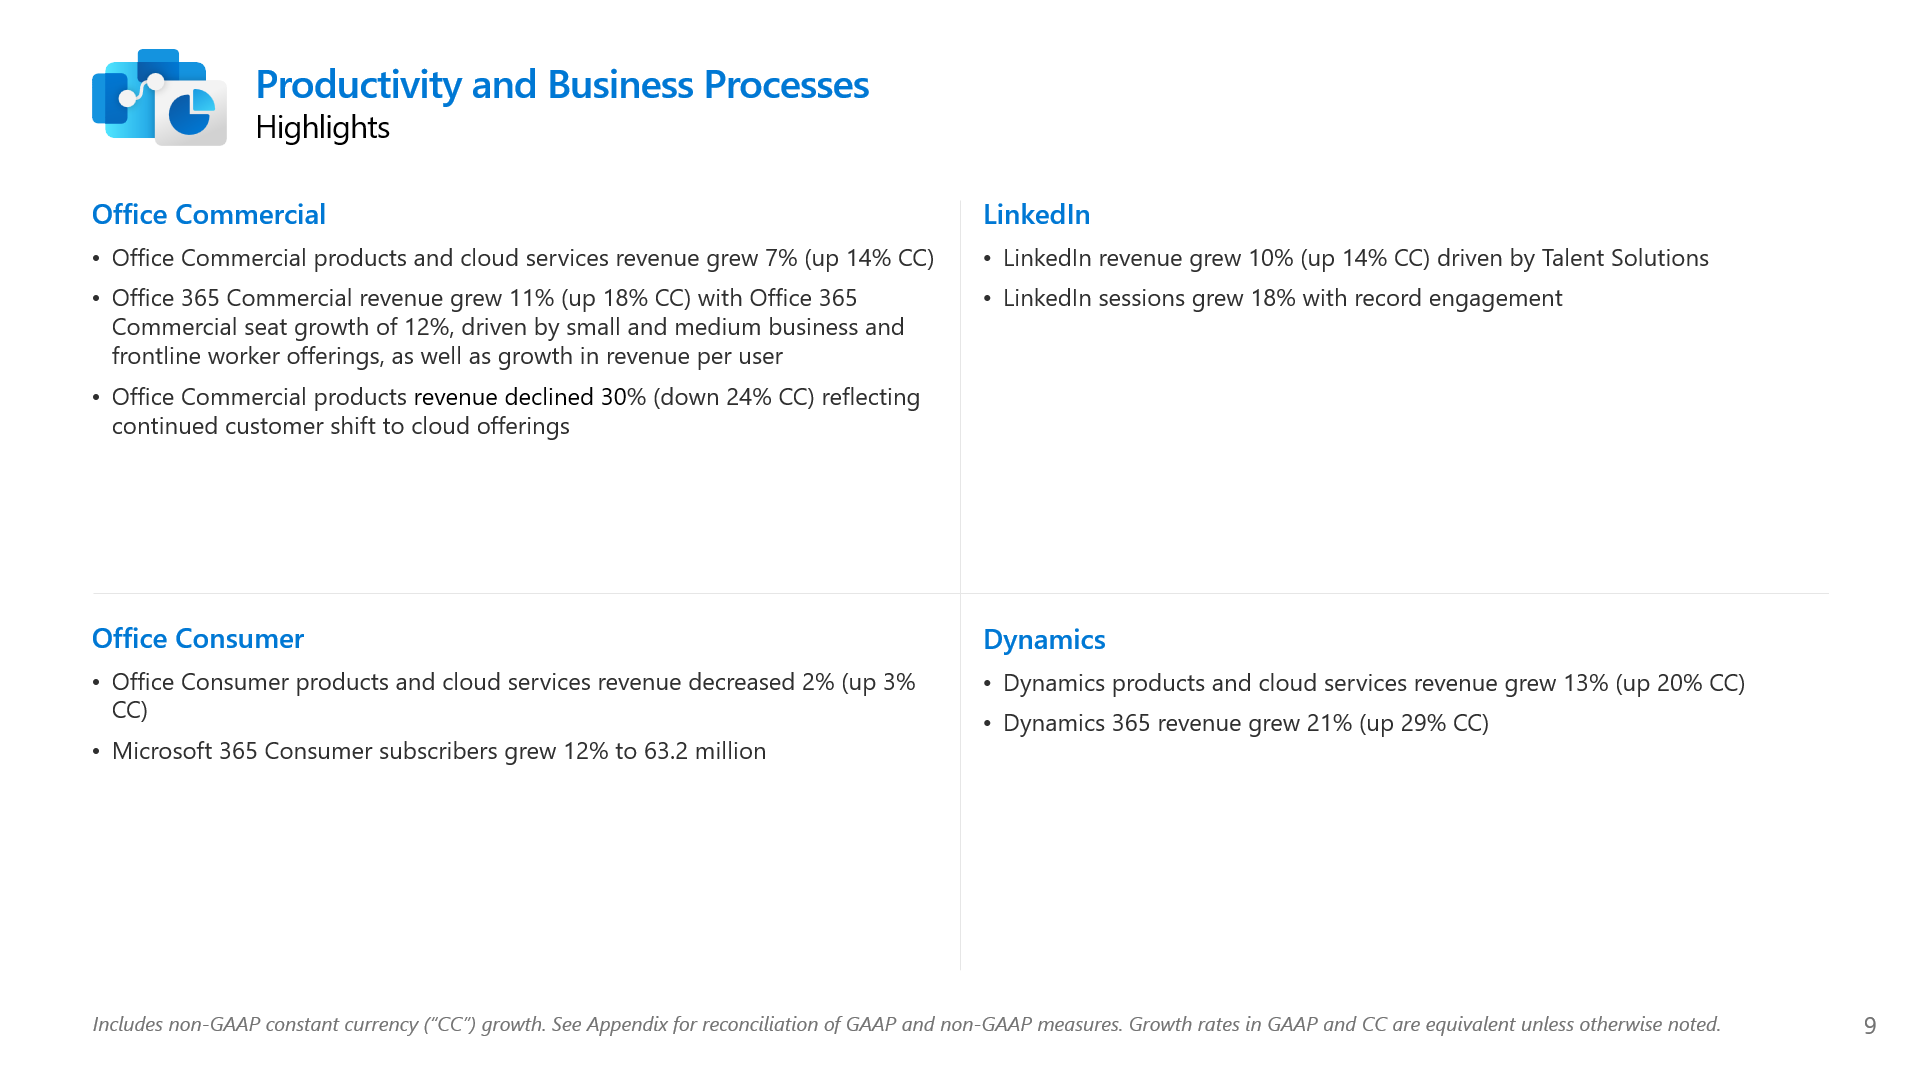 Productivity and Business Processes
Highlights
Office Commercial
• Office Commercial products and cloud services revenue grew 7% (up 14% CC)
• Office 365 Commercial revenue grew 11% (up 18% CC) with Office 365
Commercial seat growth of 12%, driven by small and medium business and
frontline worker offerings, as well as growth in revenue per user
• Office Commercial products revenue declined 30% (down 24% CC) reflecting
continued customer shift to cloud offerings
LinkedIn
• LinkedIn revenue grew 10% (up 14% CC) driven by Talent Solutions
• LinkedIn sessions grew 18% with record engagement
Office Consumer
• Office Consumer products and cloud services revenue decreased 2% (up 3%
CC)
• Microsoft 365 Consumer subscribers grew 12% to 63.2 million
Dynamics
• Dynamics products and cloud services revenue grew 13% (up 20% CC)
• Dynamics 365 revenue grew 21% (up 29% CC)
Includes non-GAAP constant currency (“CC”) growth. See Appendix for reconciliation of GAAP and non-GAAP measures. Growth rates in GAAP and CC are equivalent unless otherwise noted.
9